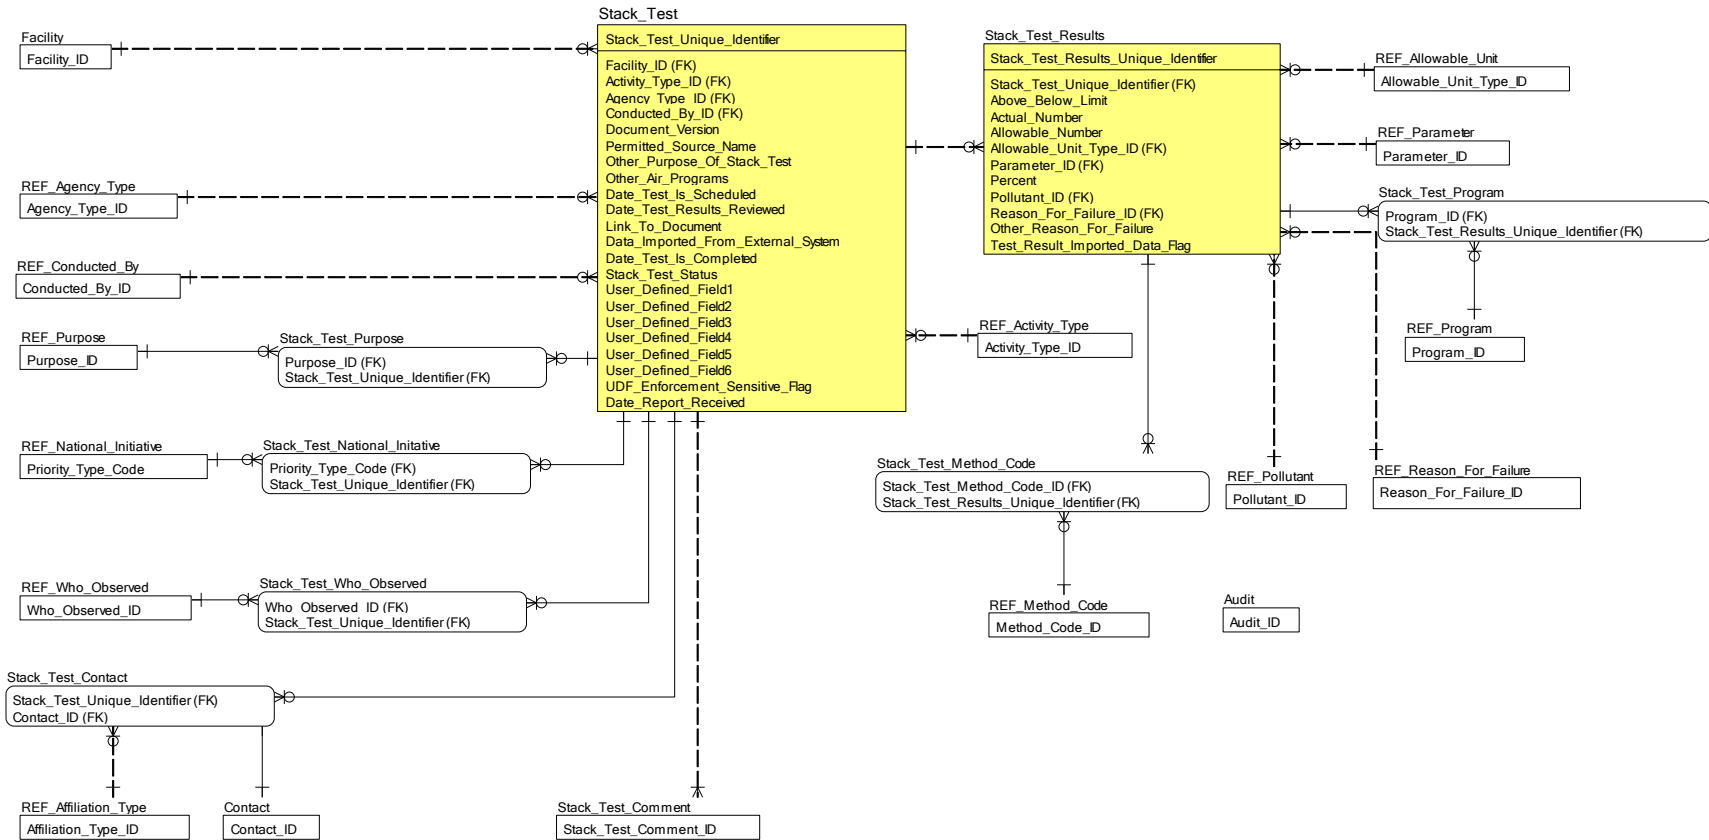 Stack_Test
Stack_Test_Unique_Identifier
Facility_ID (FK)
Activity_Type_ID (FK)
Agency_Type_ID (FK)
Conducted_By_ID (FK)
Document_Version
Permitted_Source_Name
Other_Purpose_Of_Stack_Test
Other_Air_Programs
Date_Test_Is_Scheduled
Date_Test_Results_Reviewed
Link_To_Document
Data_Imported_From_External_System
Date_Test_Is_Completed
Stack_Test_Status
User_Defined_Field1
User_Defined_Field2
User_Defined_Field3
User_Defined_Field4
User_Defined_Field5
User_Defined_Field6
UDF_Enforcement_Sensitive_Flag
Date_Report_Received
Facility
Facility_ID
REF_Agency_Type
Agency_Type_ID
REF_Conducted_By
Conducted_By_ID
REF_Purpose
Purpose_ID
Stack_Test_Purpose
Purpose_ID (FK)
Stack_Test_Unique_Identifier (FK)
REF_National_Initiative
Priority_Type_Code
Stack_Test_National_Initative
Priority_Type_Code (FK)
Stack_Test_Unique_Identifier (FK)
REF_Who_Observed
Who_Observed_ID
Stack_Test_Who_Observed
Who_Observed_ID (FK)
Stack_Test_Unique_Identifier (FK)
Stack_Test_Contact
Stack_Test_Unique_Identifier (FK)
Contact_ID (FK)
REF_Affiliation_Type
Affiliation_Type_ID
Contact
Contact_ID
Stack_Test_Comment
Stack_Test_Comment_ID
Stack_Test_Results
Stack_Test_Results_Unique_Identifier
Stack_Test_Unique_Identifier (FK)
Above_Below_Limit
Actual_Number
Allowable_Number
Allowable_Unit_Type_ID (FK)
Parameter_ID (FK)
Percent
Pollutant_ID (FK)
Reason_For_Failure_ID (FK)
Other_Reason_For_Failure
Test_Result_Imported_Data_Flag
REF_Activity_Type
Activity_Type_ID
REF_Allowable_Unit
Allowable_Unit_Type_ID
REF_Parameter
Parameter_ID
Stack_Test_Program
Program_ID (FK)
Stack_Test_Results_Unique_Identifier (FK)
REF_Program
Program_ID
Stack_Test_Method_Code
Stack_Test_Method_Code_ID (FK)
Stack_Test_Results_Unique_Identifier (FK)
REF_Pollutant
Pollutant_ID
REF_Reason_For_Failure
Reason_For_Failure_ID
REF_Method_Code
Method_Code_ID
Audit
Audit_ID